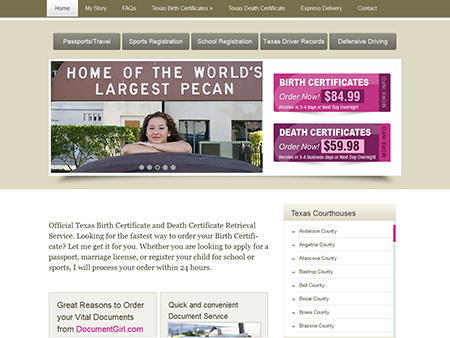 Home My Story FAQs Texas Birth Certificates » Texas Death Certificate Express Delivery Contact
Passports/Travel Sports Registration School Registration Texas Driver Records Defensive Driving
HOME OF THE WORLD'S
LARGEST PECAN
BIRTH CERTIFICATES
Order Now! $84.99
Receive in 3-4 days or Next Day Overnight
MORE INFO
DEATH CERTIFICATES
Order Now! $59.98
Receive in 3-4 business days or Next Day Overnight
MORE INFO
Official Texas Birth Certificate and Death Certificate Retrieval
Service. Looking for the fastest way to order your Birth Certifi-
cate? Let me get it for you. Whether you are looking to apply for a
passport, marriage license, or register your child for school or
sports, I will process your order within 24 hours.
Texas Courthouses
Anderson County
Angelina County
Atascosa County
Bastrop County
Bell County
Bexar County
Bowie County
Brazoria County
Great Reasons to Order
your Vital Documents
from DocumentGirl.com
Quick and convenient
Document Service